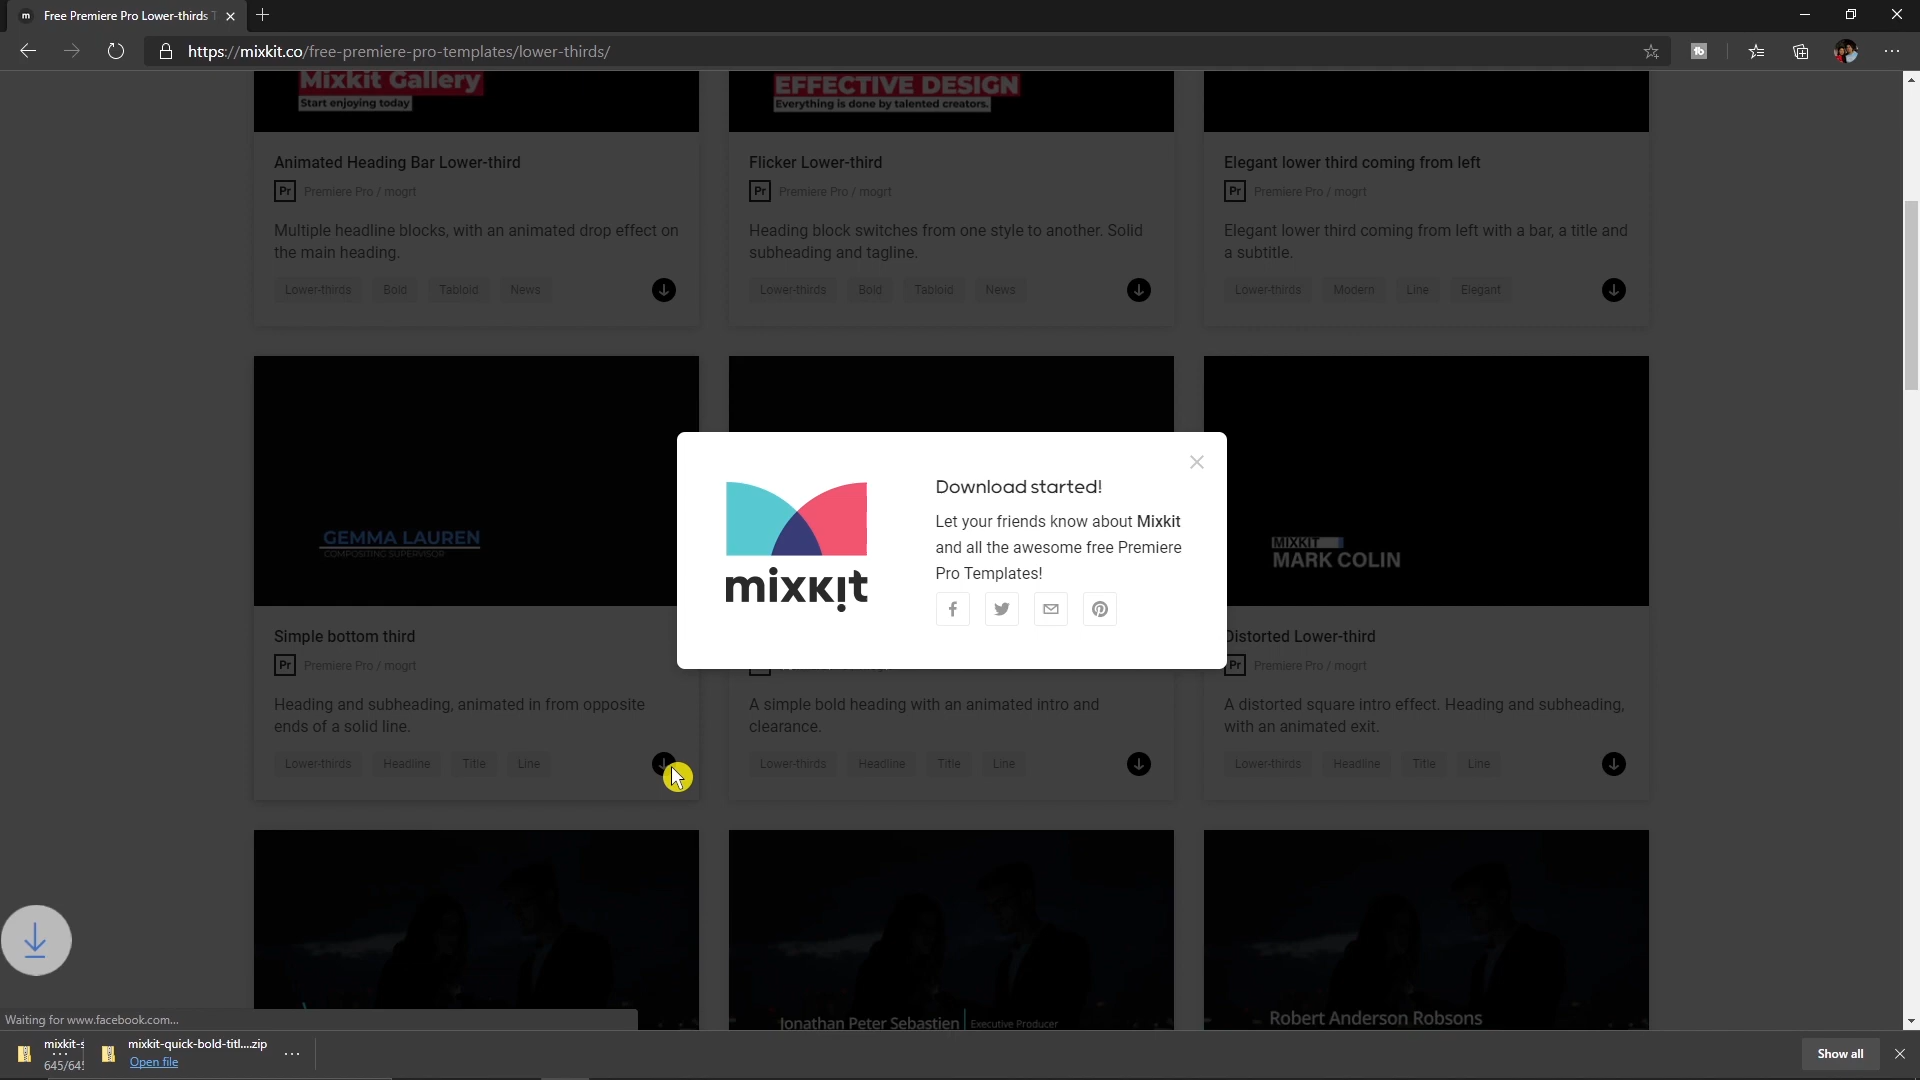 m Free Premiere Pro Lower-thirds T
https://mixkit.co/free-premiere-pro-templates/lower-thirds/
Mixkit Gallery
Start enjoying today
EFFECTIVE DESIGN
Everything is done by talented creators.
Animated Heading Bar Lower-third
Pr Premiere Pro / mogrt
Multiple headline blocks, with an animated drop effect on
the main heading.
Lower-thirds Bold Tabloid News
Flicker Lower-third
Pr Premiere Pro / mogrt
Heading block switches from one style to another. Solid
subheading and tagline.
Lower-thirds Bold Tabloid News
Elegant lower third coming from left
Pr Premiere Pro / mogrt
Elegant lower third coming from left with a bar, a title and
a subtitle.
Lower-thirds Modern Line Elegant
GEMMA LAUREN
COMPOSITING SUPERVISOR
mixkit
Download started!
Let your friends know about Mixkit
and all the awesome free Premiere
Pro Templates!
MIXKIT
MARK COLIN
Simple bottom third
Pr Premiere Pro / mogrt
Heading and subheading, animated in from opposite
ends of a solid line.
Lower-thirds Headline Title Line
A simple bold heading with an animated intro and
clearance.
Lower-thirds Headline Title Line
Distorted Lower-third
Pr Premiere Pro / mogrt
A distorted square intro effect. Heading and subheading,
with an animated exit.
Lower-thirds Headline Title Line
Jonathan Peter Sebastien Executive Producer
Robert Anderson Robsons
Waiting for www.facebook.com...
mixkit-s
645/645
mixkit-quick-bold-titl....zip
Open file
Show all